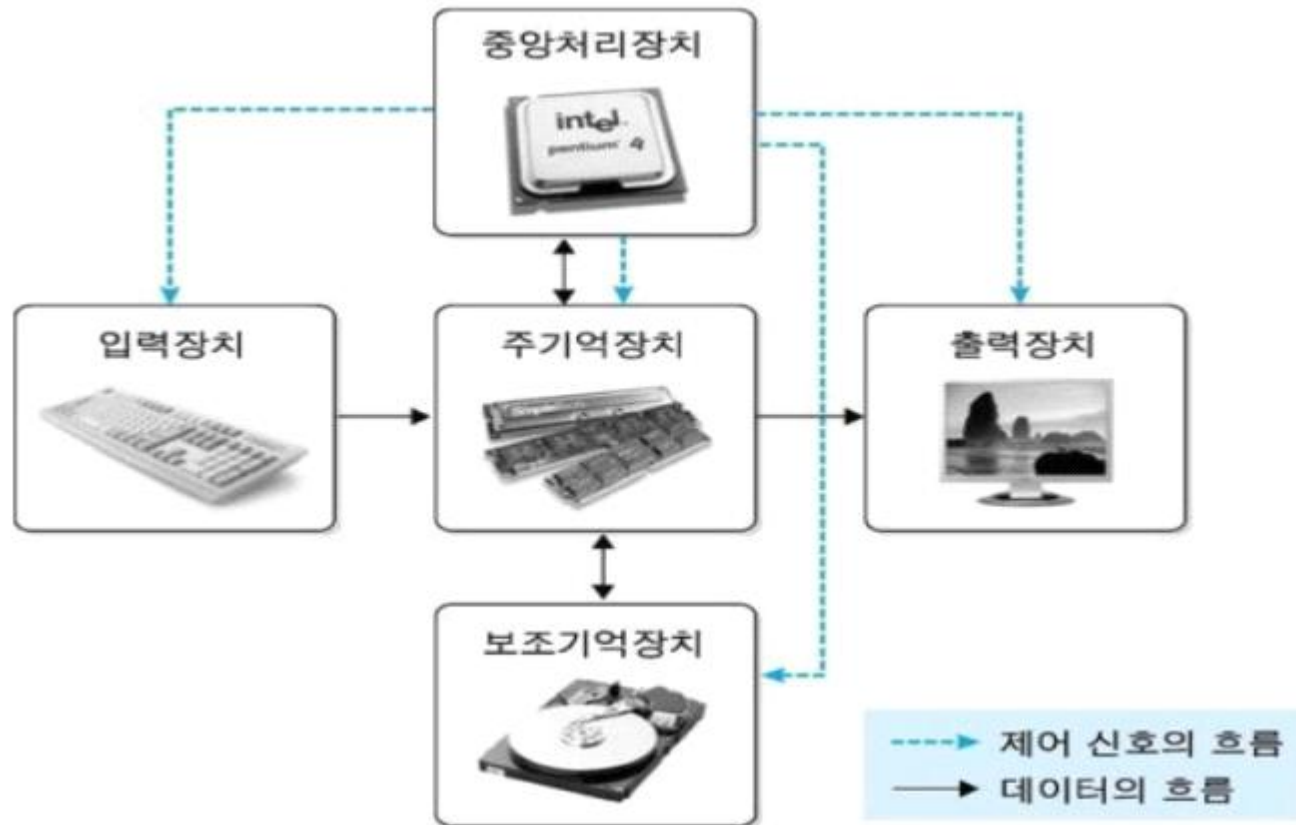 중앙처리장치
intel
pentium 4
입력장치
주기억장치
출력장치
보조기억장치
제어 신호의 흐름
데이터의 흐름